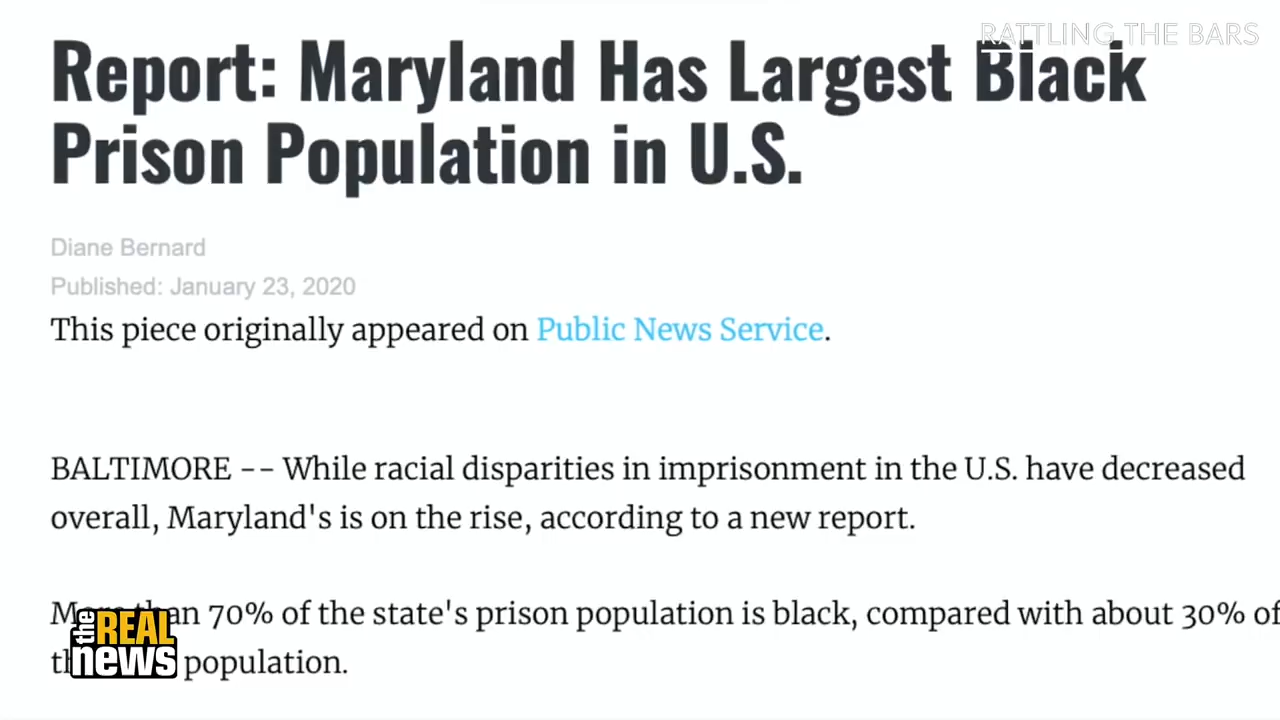 RATTLING THE BARS
Report: Maryland Has Largest Black
Prison Population in U.S.
Diane Bernard
Published: January 23, 2020
This piece originally appeared on Public News Service.
BALTIMORE -- While racial disparities in imprisonment in the U.S. have decreased
overall, Maryland's is on the rise, according to a new report.
More than 70% of the state's prison population is black, compared with about 30% of
population.
the REAL
news